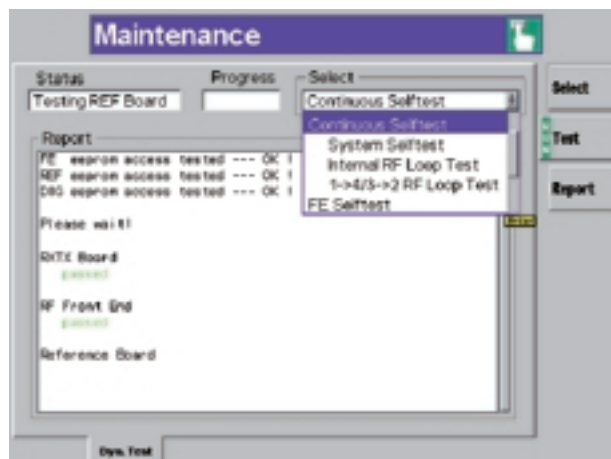 Maintenance
Status
Progress
Select
Testing REF Board
Continuous Selftest
Continuous Selftest
System Selftest
Internal RF Loop Test
1->4/3->2 RF Loop Test
FE Selftest
Report
FE eeprom access tested --- OK !
REF eeprom access tested --- OK !
DIG eeprom access tested --- OK !
Please wait!
RXTX Board
passed
RF Front End
passed
Reference Board
Select
Test
Report
Dyn. Test